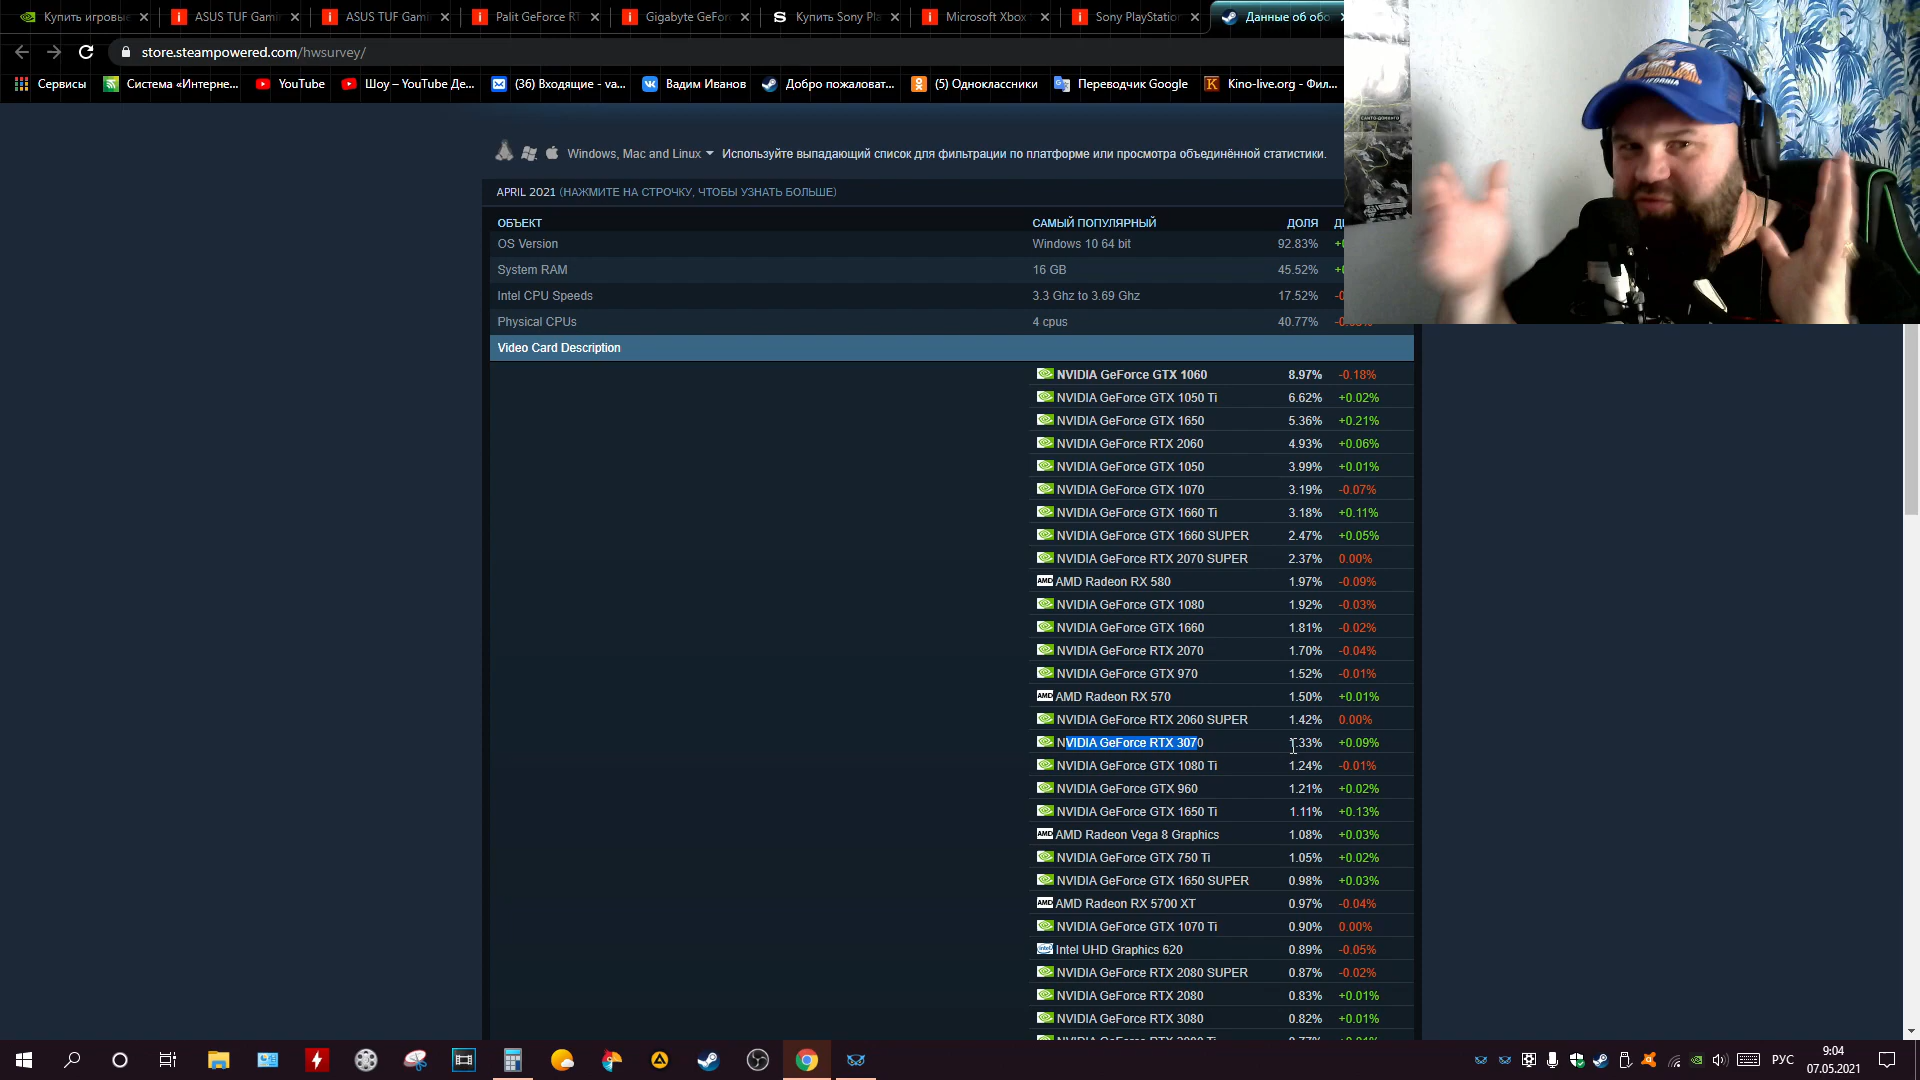 Купить игровые
ASUS TUF Gami
ASUS TUF Gami
Palit GeForce RT
Gigabyte GeFor
Купить Sony Pla
Microsoft Xbox
Sony PlayStation
Данные об обо
store.steampowered.com/hwsurvey/
Сервисы
Система «Интерне...
YouTube
Шоу – YouTube Де...
(36) Входящие - va...
Вадим Иванов
Добро пожаловат...
(5) Одноклассники
Переводчик Google
Kino-live.org - Фил...
Windows, Mac and Linux
Используйте выпадающий список для фильтрации по платформе или просмотра объединённой статистики.
APRIL 2021 (НАЖМИТЕ НА СТРОЧКУ, ЧТОБЫ УЗНАТЬ БОЛЬШЕ)
ОБЪЕКТ САМЫЙ ПОПУЛЯРНЫЙ ДОЛЯ
OS Version Windows 10 64 bit 92.83%
System RAM 16 GB 45.52%
Intel CPU Speeds 3.3 Ghz to 3.69 Ghz 17.52%
Physical CPUs 4 cpus 40.77%
Video Card Description
NVIDIA GeForce GTX 1060 8.97% -0.18%
NVIDIA GeForce GTX 1050 Ti 6.62% +0.02%
NVIDIA GeForce GTX 1650 5.36% +0.21%
NVIDIA GeForce RTX 2060 4.93% +0.06%
NVIDIA GeForce GTX 1050 3.99% +0.01%
NVIDIA GeForce GTX 1070 3.19% -0.07%
NVIDIA GeForce GTX 1660 Ti 3.18% +0.11%
NVIDIA GeForce GTX 1660 SUPER 2.47% +0.05%
NVIDIA GeForce RTX 2070 SUPER 2.37% 0.00%
AMD Radeon RX 580 1.97% -0.09%
NVIDIA GeForce GTX 1080 1.92% -0.03%
NVIDIA GeForce GTX 1660 1.81% -0.02%
NVIDIA GeForce RTX 2070 1.70% -0.04%
NVIDIA GeForce GTX 970 1.52% -0.01%
AMD Radeon RX 570 1.50% +0.01%
NVIDIA GeForce RTX 2060 SUPER 1.42% 0.00%
NVIDIA GeForce RTX 3070 1.33% +0.09%
NVIDIA GeForce GTX 1080 Ti 1.24% -0.01%
NVIDIA GeForce GTX 960 1.21% +0.02%
NVIDIA GeForce GTX 1650 Ti 1.11% +0.13%
AMD Radeon Vega 8 Graphics 1.08% +0.03%
NVIDIA GeForce GTX 750 Ti 1.05% +0.02%
NVIDIA GeForce GTX 1650 SUPER 0.98% +0.03%
AMD Radeon RX 5700 XT 0.97% -0.04%
NVIDIA GeForce GTX 1070 Ti 0.90% 0.00%
Intel UHD Graphics 620 0.89% -0.05%
NVIDIA GeForce RTX 2080 SUPER 0.87% -0.02%
NVIDIA GeForce RTX 2080 0.83% +0.01%
NVIDIA GeForce RTX 3080 0.82% +0.01%
РУС
9:04
07.05.2021